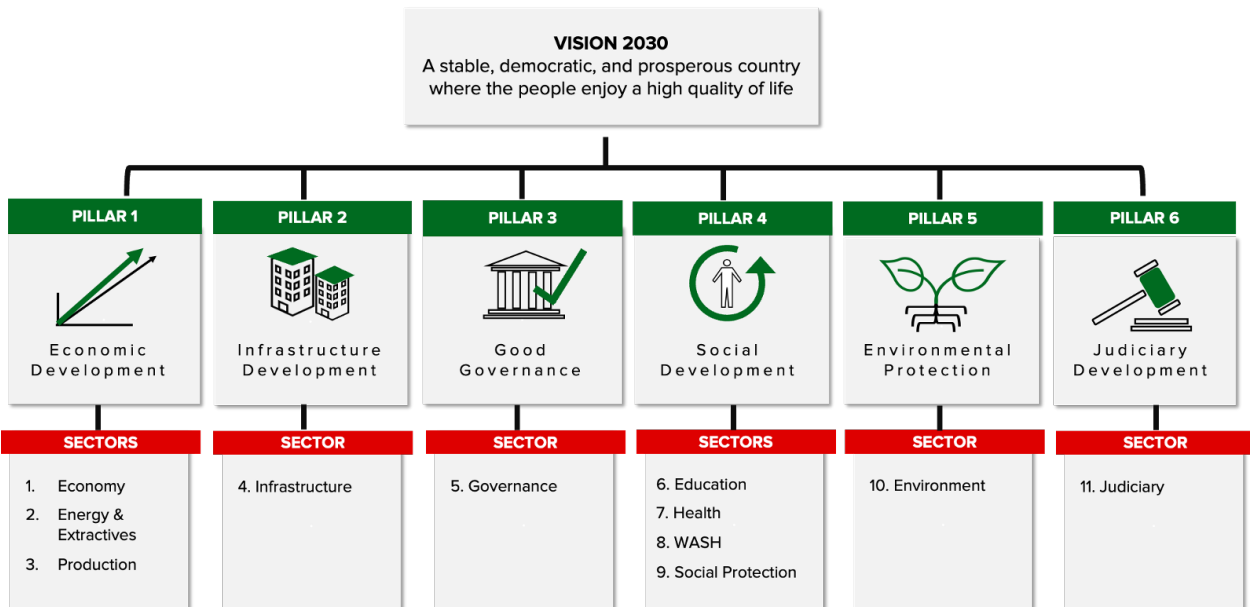 VISION 2030
A stable, democratic, and prosperous country
where the people enjoy a high quality of life
PILLAR 1
Economic
Development
SECTORS
1. Economy
2. Energy &
Extractives
3. Production
PILLAR 2
Infrastructure
Development
SECTOR
4. Infrastructure
PILLAR 3
Good
Governance
SECTOR
5. Governance
PILLAR 4
Social
Development
SECTORS
6. Education
7. Health
8. WASH
9. Social Protection
PILLAR 5
Environmental
Protection
SECTOR
10. Environment
PILLAR 6
Judiciary
Development
SECTOR
11. Judiciary